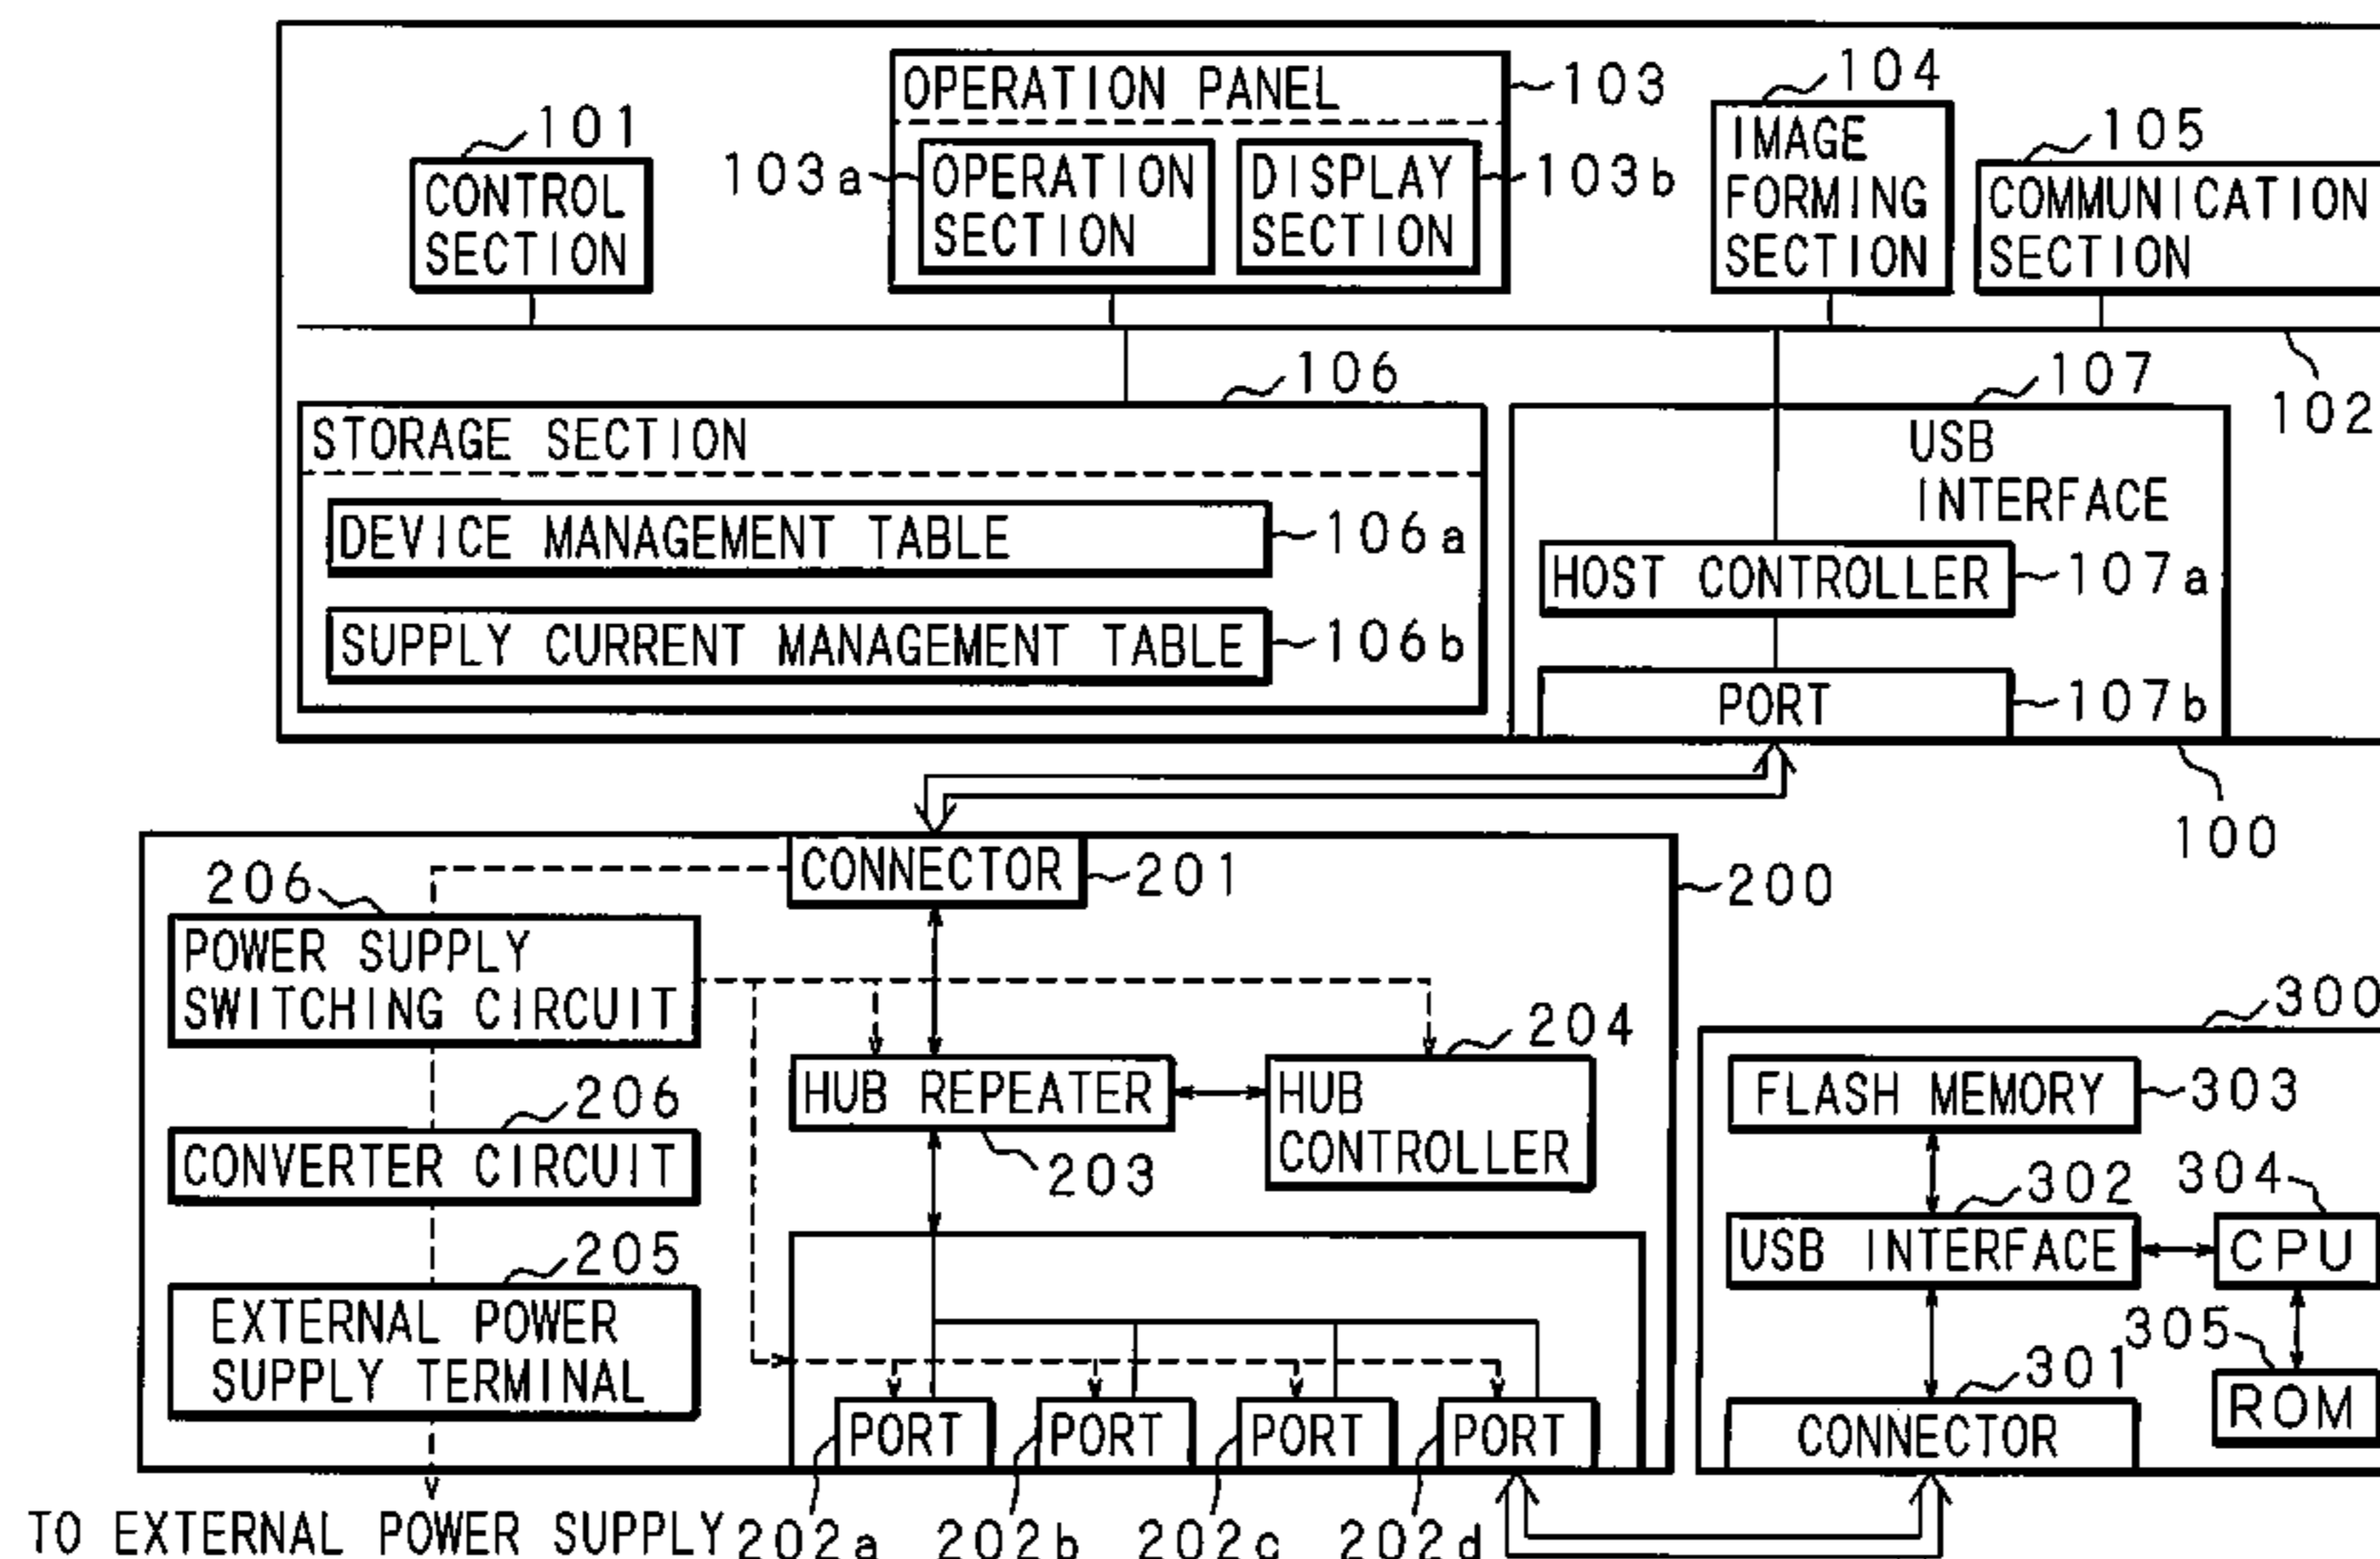 OPERATION PANEL
103
104
101
103a
OPERATION
SECTION
DISPLAY
SECTION
103b
IMAGE
FORMING
SECTION
105
CONTROL
SECTION
COMMUNICATION
SECTION
106
107
102
STORAGE SECTION
USB
INTERFACE
DEVICE MANAGEMENT TABLE
106a
HOST CONTROLLER
107a
SUPPLY CURRENT MANAGEMENT TABLE
106b
PORT
107b
100
CONNECTOR
201
200
206
POWER SUPPLY
SWITCHING CIRCUIT
204
300
HUB REPEATER
203
HUB
CONTROLLER
FLASH MEMORY
303
206
CONVERTER CIRCUIT
302
304
USB INTERFACE
CPU
205
EXTERNAL POWER
SUPPLY TERMINAL
305
301
ROM
PORT
PORT
PORT
PORT
CONNECTOR
TO EXTERNAL POWER SUPPLY
202a
202b
202c
202d